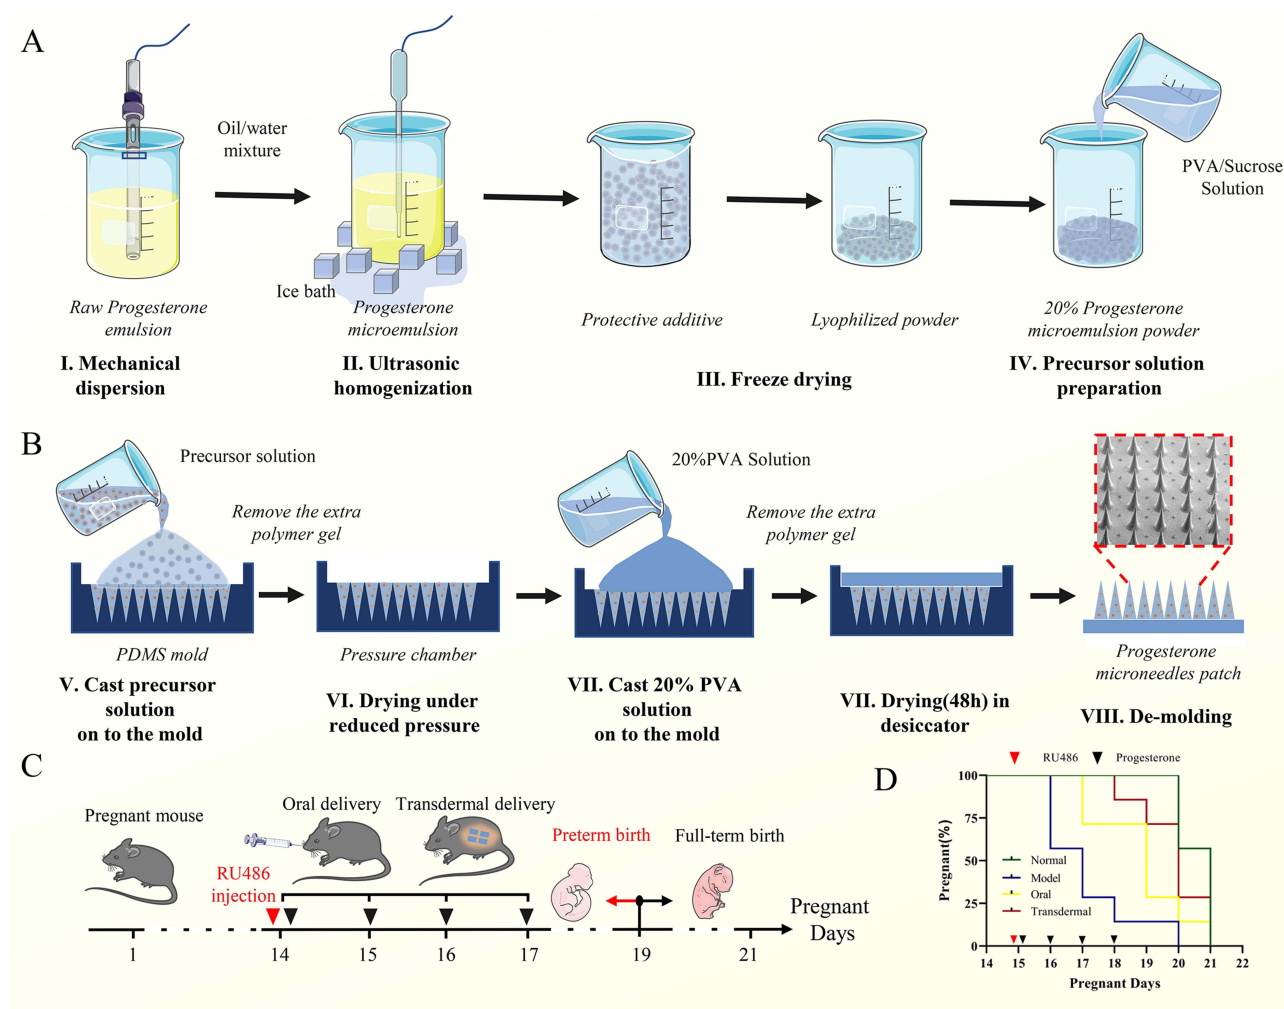 A
Oil/water
mixture
PVA/Sucrose
Solution
Ice bath
Raw Progesterone
emulsion
Progesterone
microemulsion
Protective additive
Lyophilized powder
20% Progesterone
microemulsion powder
I. Mechanical
dispersion
II. Ultrasonic
homogenization
III. Freeze drying
IV. Precursor solution
preparation
B
Precursor solution
Remove the extra
polymer gel
20%PVA Solution
Remove the extra
polymer gel
PDMS mold
Pressure chamber
Progesterone
microneedles patch
V. Cast precursor
solution
on to the mold
VI. Drying under
reduced pressure
VII. Cast 20% PVA
solution
on to the mold
VII. Drying(48h) in
desiccator
VIII. De-molding
C
Pregnant mouse
Oral delivery
Transdermal delivery
RU486
injection
Preterm birth
Full-term birth
Pregnant
Days
1
14
15
16
17
19
21
D
RU486
Progesterone
Pregnant(%)
100
75
50
25
0
Normal
Model
Oral
Transdermal
14
15
16
17
18
19
20
21
22
Pregnant Days